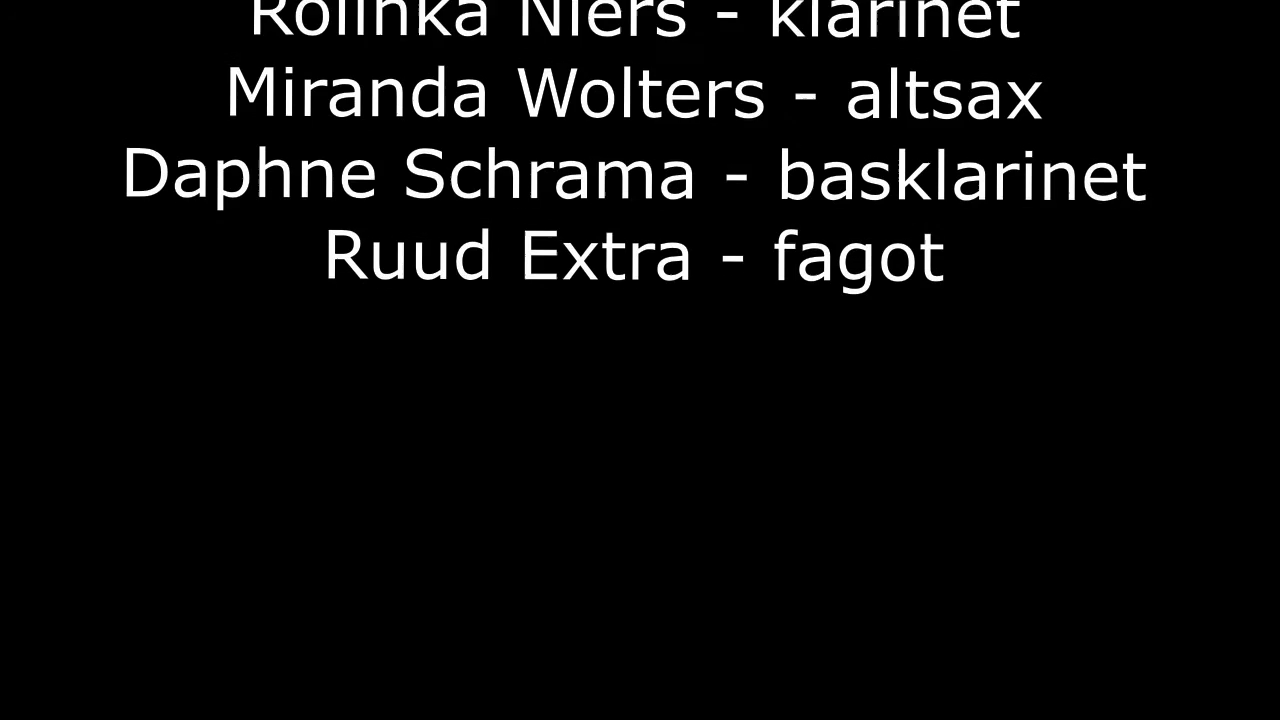 Rolinka Niers - klarinet
Miranda Wolters - altsax
Daphne Schrama - basklarinet
Ruud Extra - fagot